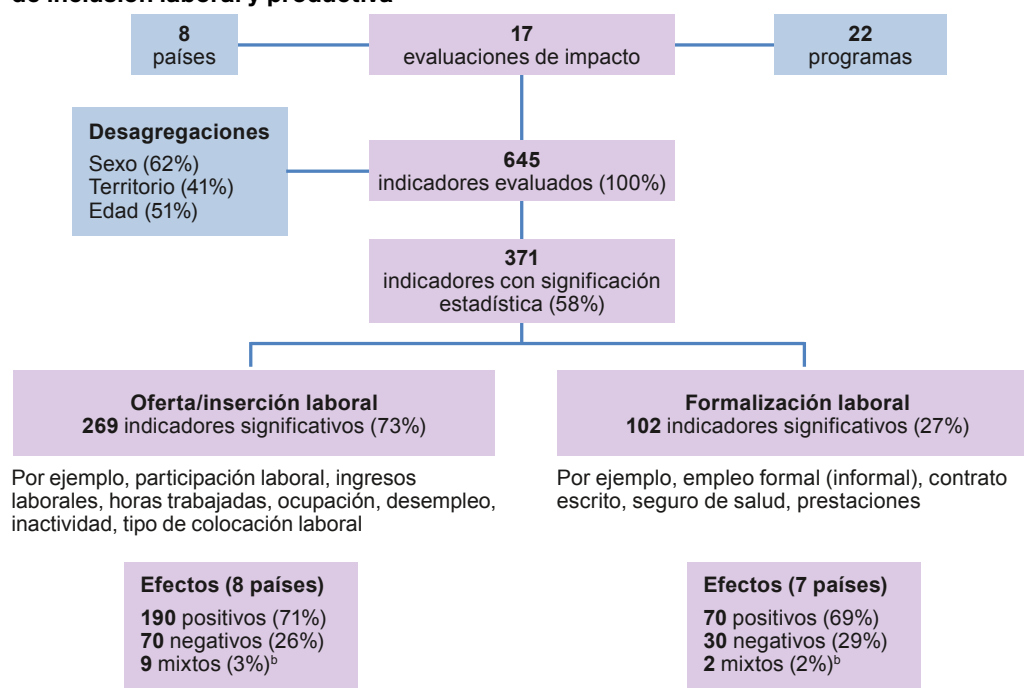 de inclusión laboral y productiva
8
países
17
evaluaciones de impacto
22
programas
Desagregaciones
Sexo (62%)
Territorio (41%)
Edad (51%)
645
indicadores evaluados (100%)
371
indicadores con significación
estadística (58%)
Oferta/inserción laboral
269 indicadores significativos (73%)
Formalización laboral
102 indicadores significativos (27%)
Por ejemplo, participación laboral, ingresos
laborales, horas trabajadas, ocupación, desempleo,
inactividad, tipo de colocación laboral
Por ejemplo, empleo formal (informal), contrato
escrito, seguro de salud, prestaciones
Efectos (8 países)
190 positivos (71%)
70 negativos (26%)
9 mixtos (3%)ᵇ
Efectos (7 países)
70 positivos (69%)
30 negativos (29%)
2 mixtos (2%)ᵇ